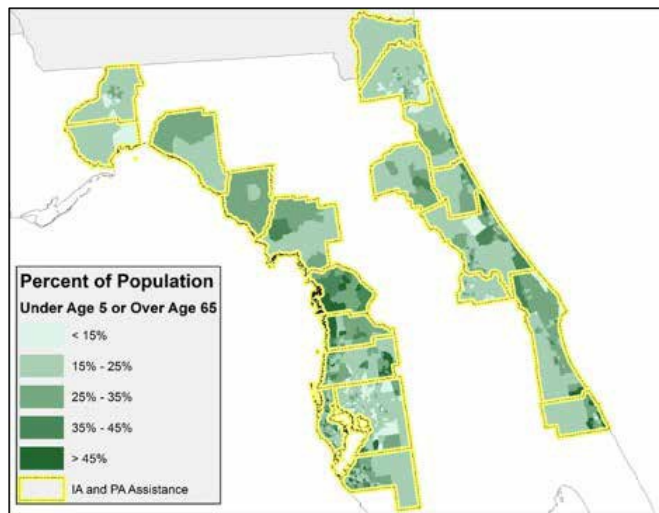 Percent of Population
Under Age 5 or Over Age 65
< 15%
15% - 25%
25% - 35%
35% - 45%
> 45%
IA and PA Assistance